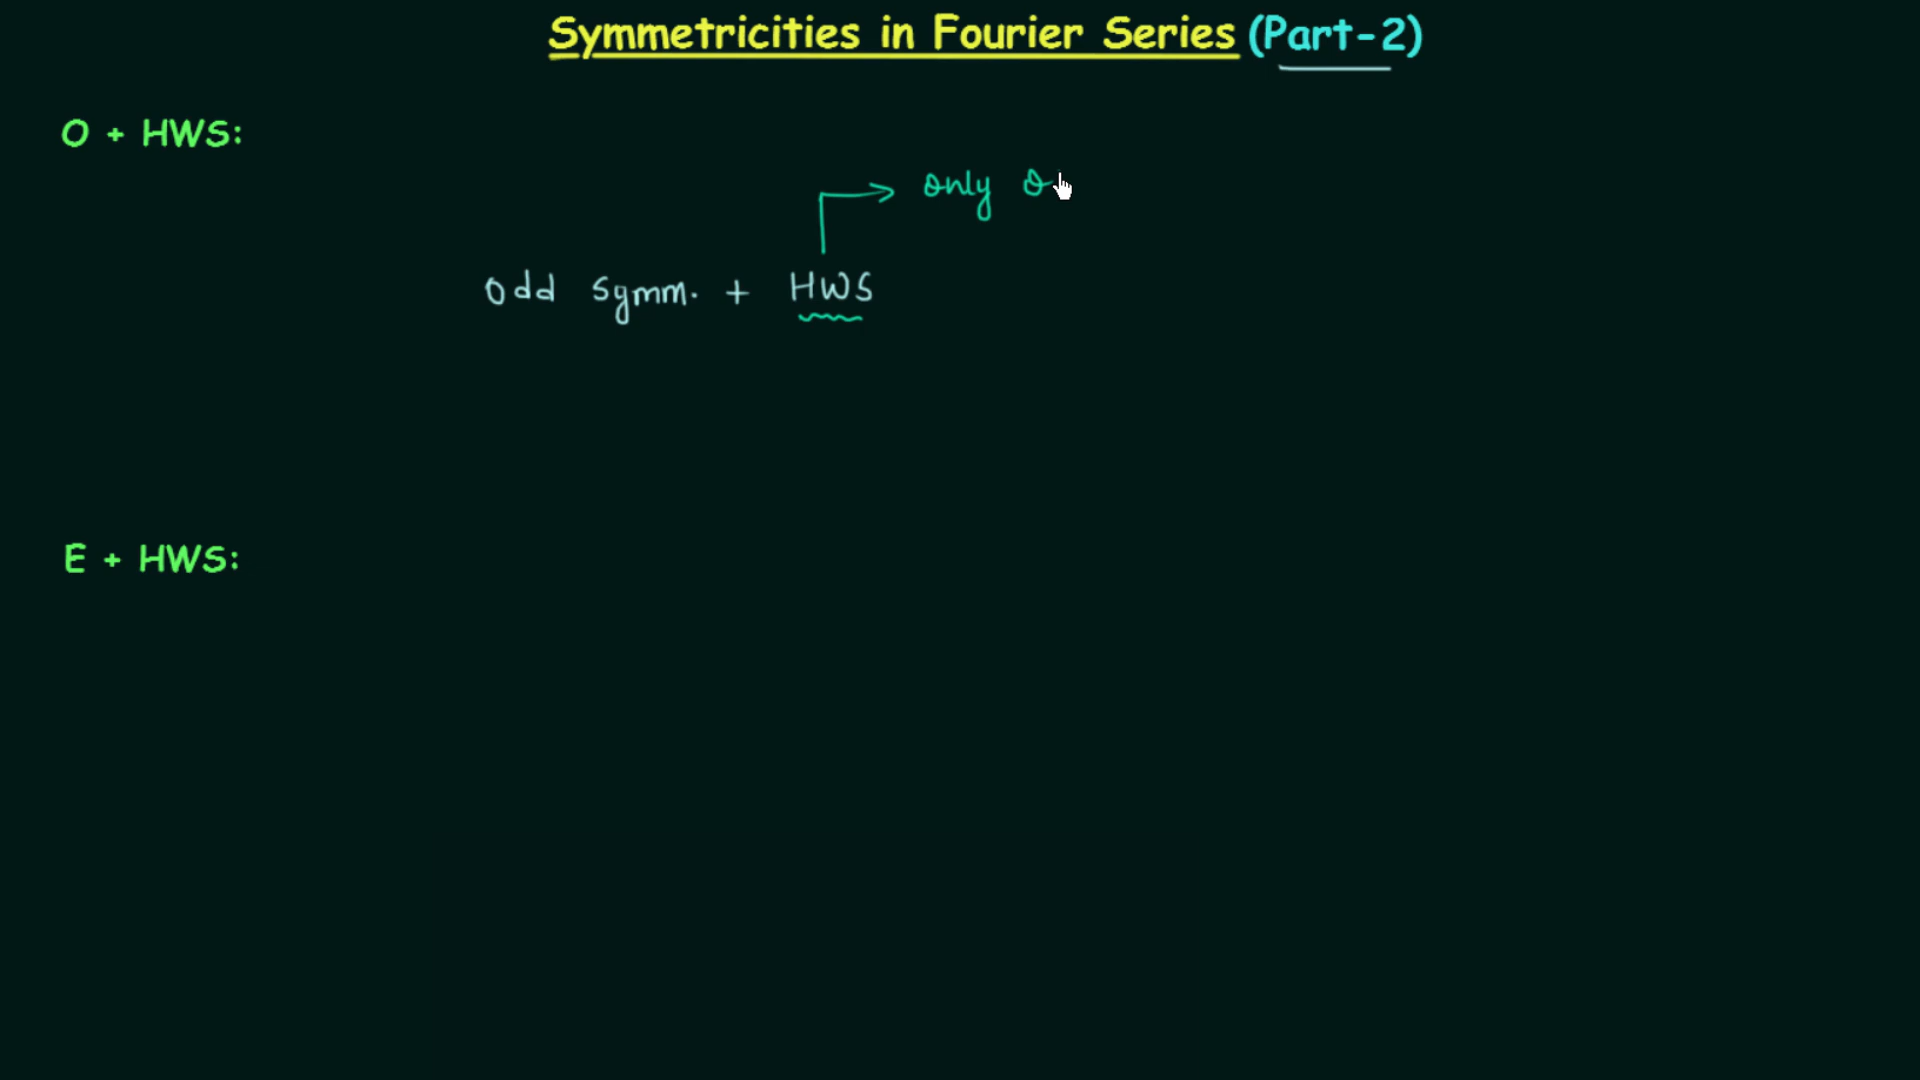 Symmetricities in Fourier Series (Part-2)
O + HWS:
only o
Odd Symm. + HWS
E + HWS: